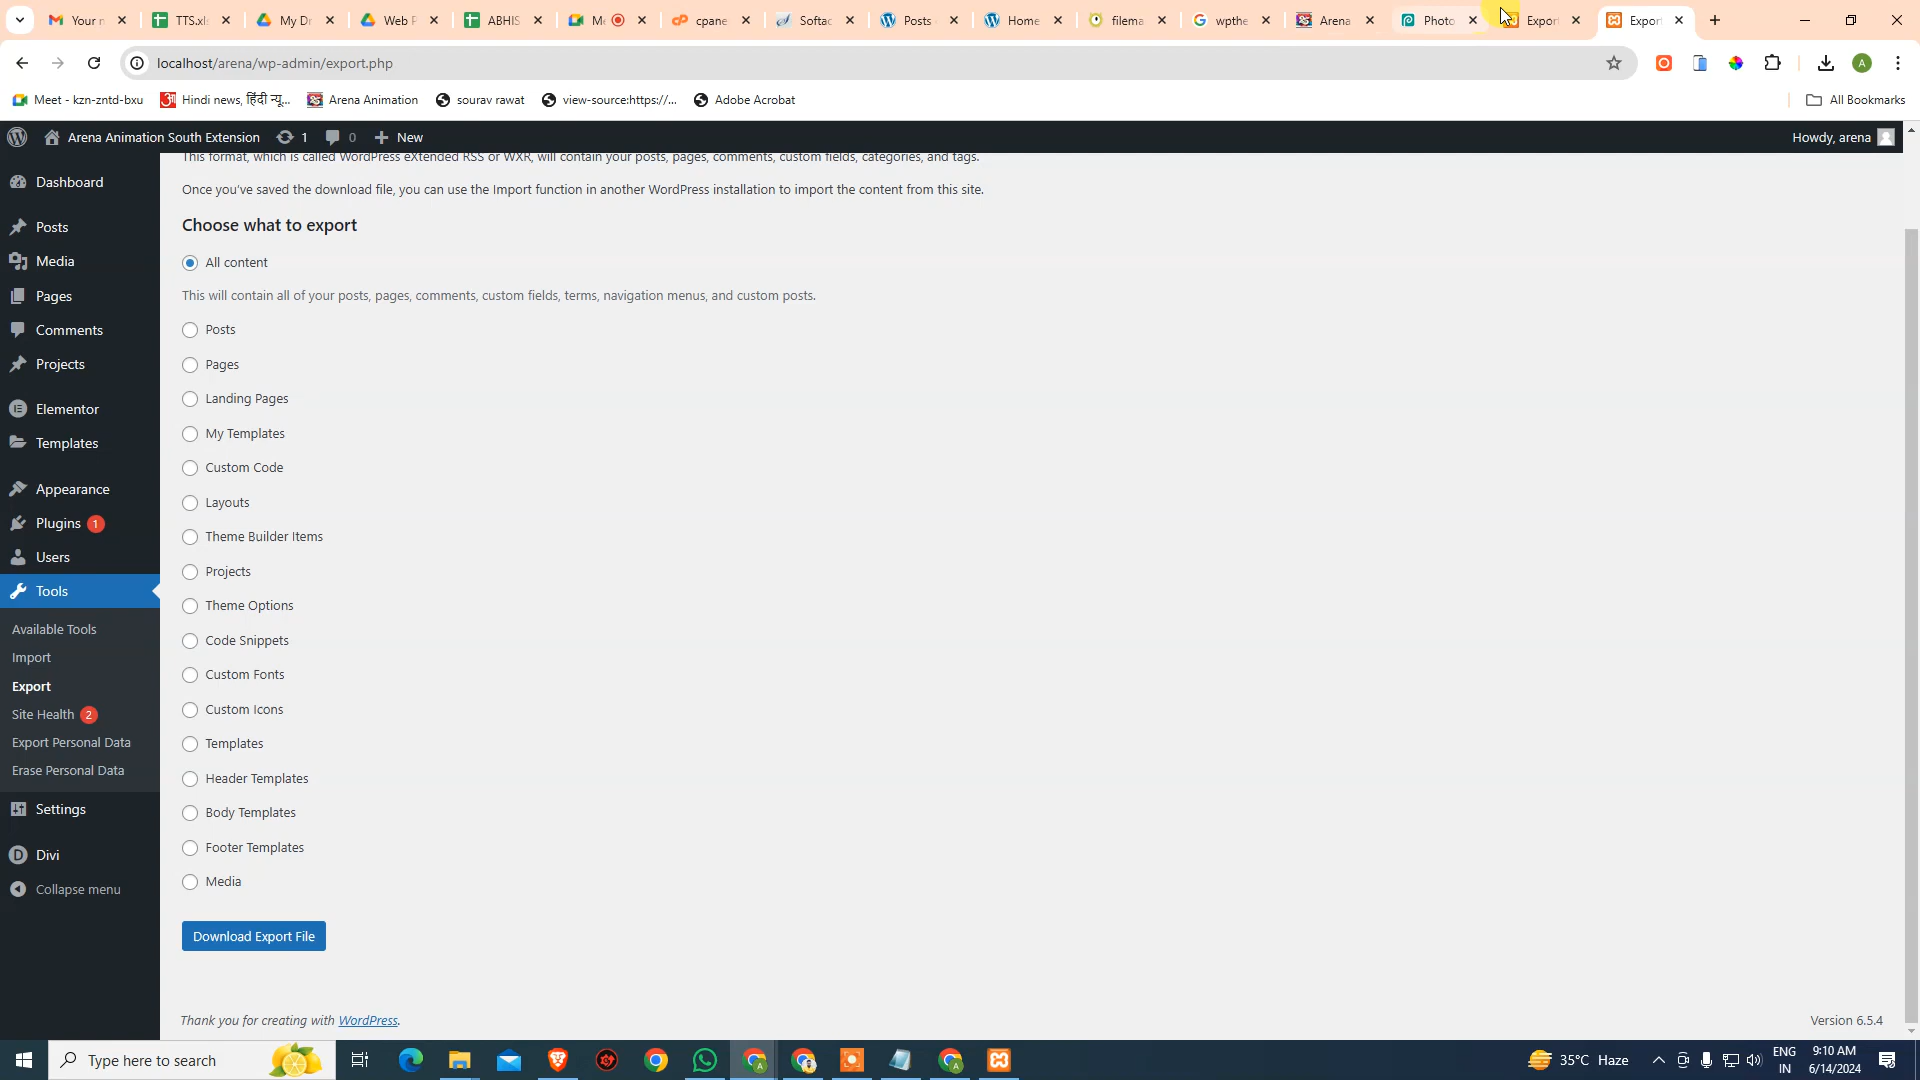 Your n
TTS.xl
My Dr
Web P
ABHIS
Me
cpane
Softac
Posts
Home
filema
wpthe
Arena
Photo
Expor
Expor
localhost/arena/wp-admin/export.php
Meet - kzn-zntd-bxu
Hindi news, हिंदी न्यू...
Arena Animation
sourav rawat
view-source:https://...
Adobe Acrobat
All Bookmarks
Arena Animation South Extension
1
0
New
Howdy, arena
This format, which is called WordPress eXtended RSS or WXR, will contain your posts, pages, comments, custom fields, categories, and tags.
Once you've saved the download file, you can use the Import function in another WordPress installation to import the content from this site.
Choose what to export
All content
This will contain all of your posts, pages, comments, custom fields, terms, navigation menus, and custom posts.
Posts
Pages
Landing Pages
My Templates
Custom Code
Layouts
Theme Builder Items
Projects
Theme Options
Code Snippets
Custom Fonts
Custom Icons
Templates
Header Templates
Body Templates
Footer Templates
Media
Download Export File
Thank you for creating with WordPress.
Version 6.5.4
Dashboard
Posts
Media
Pages
Comments
Projects
Elementor
Templates
Appearance
Plugins 1
Users
Tools
Available Tools
Import
Export
Site Health 2
Export Personal Data
Erase Personal Data
Settings
Divi
Collapse menu
Type here to search
35°C Haze
ENG
IN
9:10 AM
6/14/2024